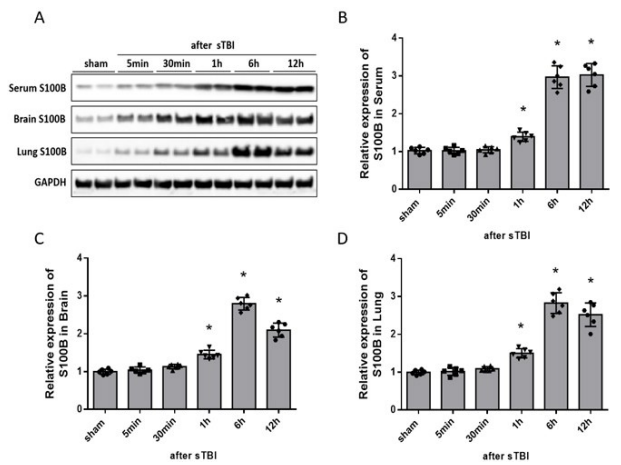 A
after sTBI
sham 5min 30min 1h 6h 12h
Serum S100B
Brain S100B
Lung S100B
GAPDH
B
Relative expression of
S100B in Serum
4
3
2
1
0
*
*
*
sham 5min 30min 1h 6h 12h
after sTBI
C
Relative expression of
S100B in Brain
4
3
2
1
0
*
*
*
sham 5min 30min 1h 6h 12h
after sTBI
D
Relative expression of
S100B in Lung
4
3
2
1
0
*
*
*
sham 5min 30min 1h 6h 12h
after sTBI